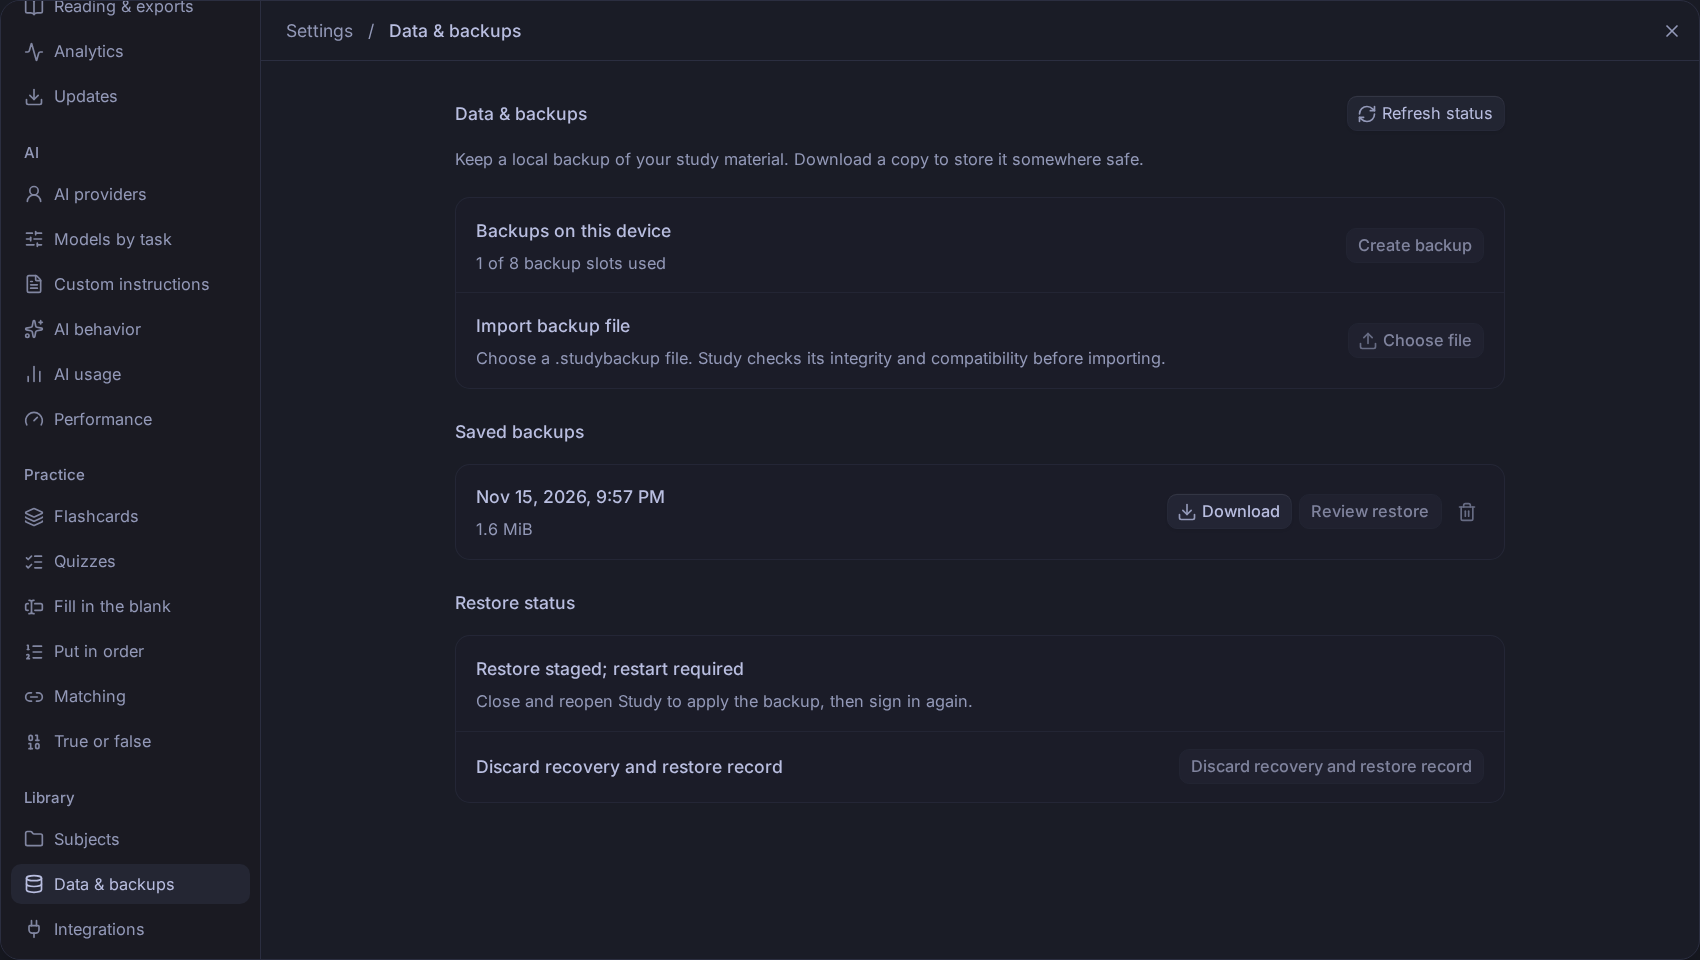 Reading & exports
Analytics
Updates
AI
AI providers
Models by task
Custom instructions
AI behavior
AI usage
Performance
Practice
Flashcards
Quizzes
Fill in the blank
Put in order
Matching
True or false
Library
Subjects
Data & backups
Integrations
Settings / Data & backups
Data & backups
Refresh status
Keep a local backup of your study material. Download a copy to store it somewhere safe.
Backups on this device
1 of 8 backup slots used
Create backup
Import backup file
Choose a .studybackup file. Study checks its integrity and compatibility before importing.
Choose file
Saved backups
Nov 15, 2026, 9:57 PM
1.6 MiB
Download
Review restore
Restore status
Restore staged; restart required
Close and reopen Study to apply the backup, then sign in again.
Discard recovery and restore record
Discard recovery and restore record